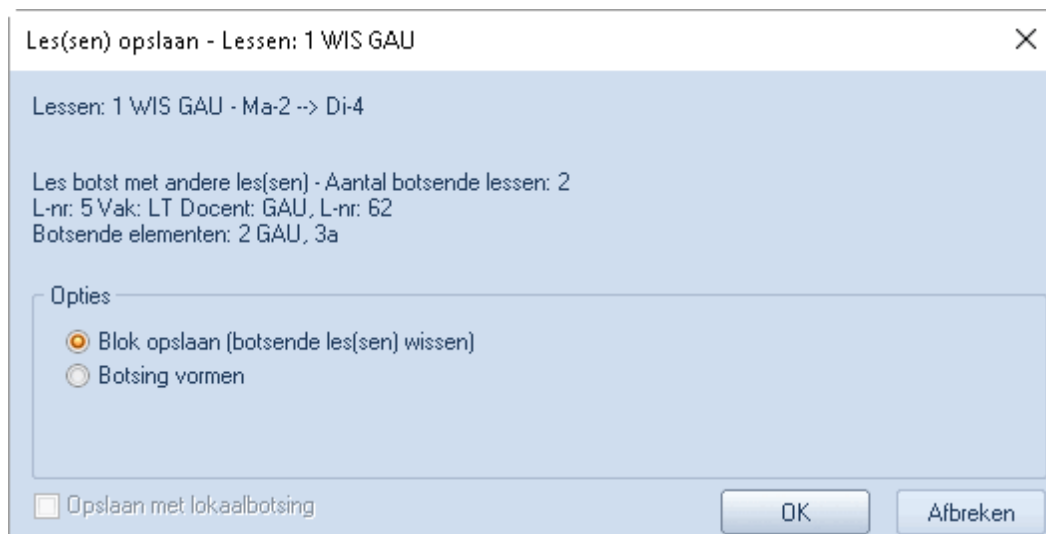 Les(sen) opslaan - Lessen: 1 WIS GAU
Lessen: 1 WIS GAU - Ma-2 --> Di-4
Les botst met andere les(sen) - Aantal botsende lessen: 2
L-nr: 5 Vak: LT Docent: GAU, L-nr: 62
Botsende elementen: 2 GAU, 3a
Opties
Blok opslaan (botsende les(sen) wissen)
Botsing vormen
Opslaan met lokaalbotsing
OK
Afbreken